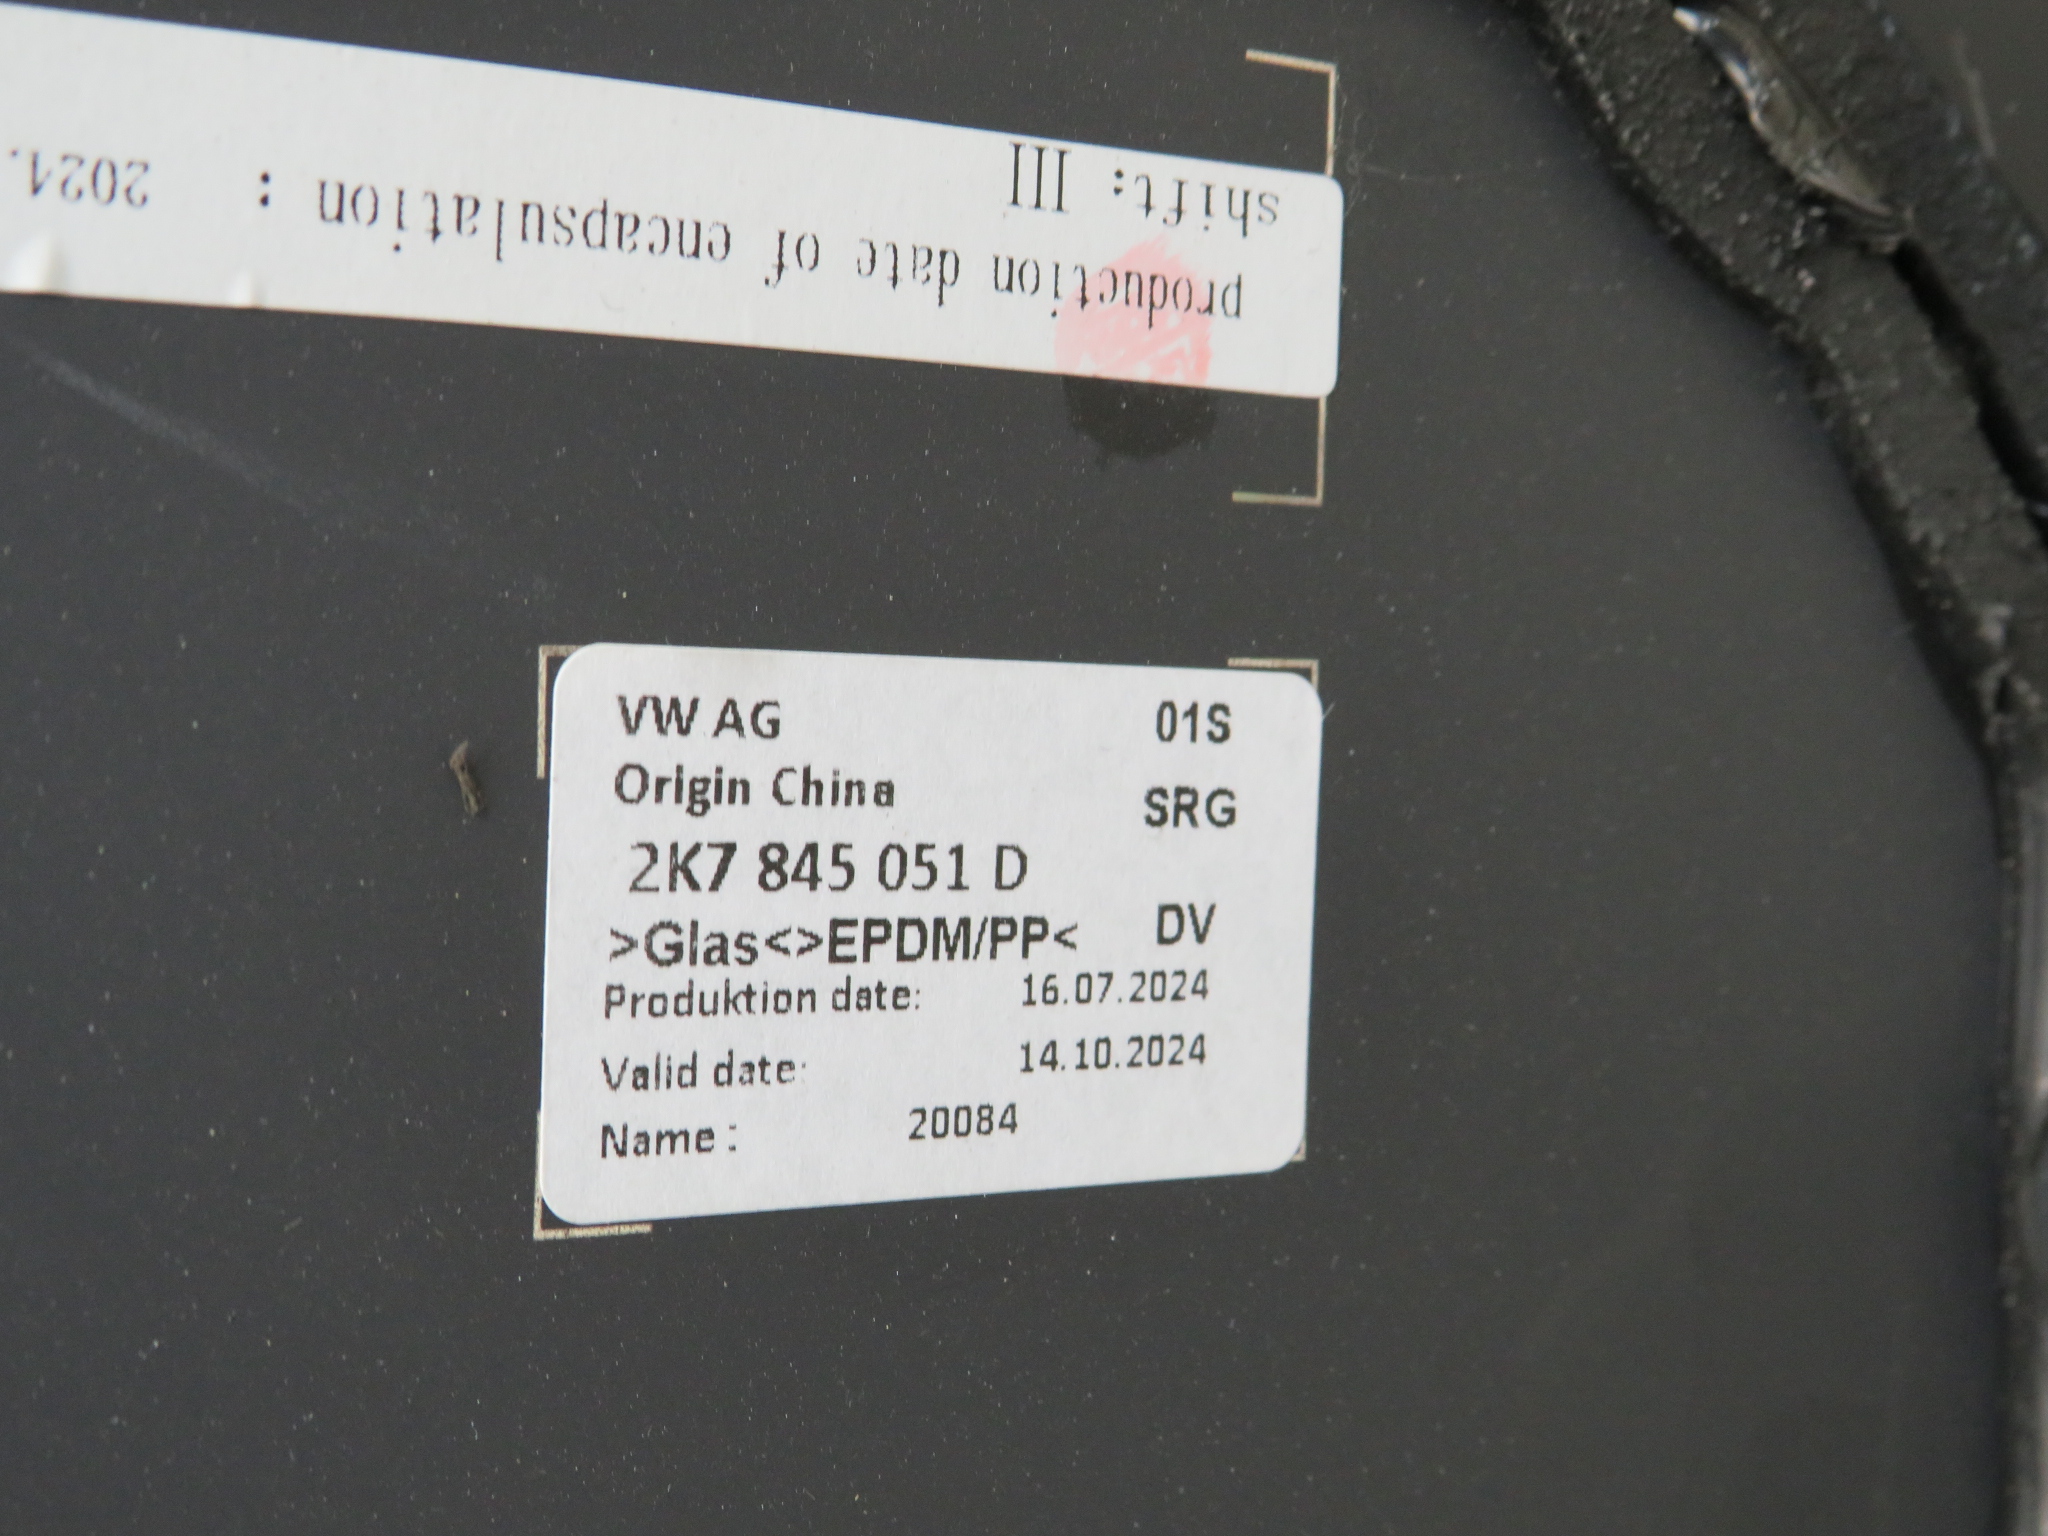 shift: III
production date of encapsulation : 2024.
VW AG 01S
Origin China SRG
2K7 845 051 D
>Glas<>EPDM/PP< DV
Produktion date: 16.07.2024
Valid date: 14.10.2024
Name : 20084